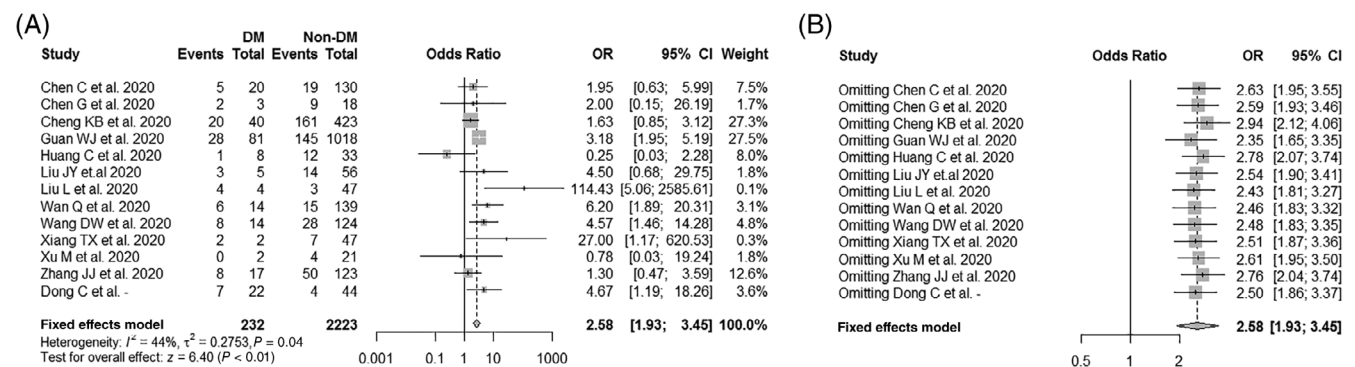 (A)
DM Non-DM
Study Events Total Events Total Odds Ratio OR 95% CI Weight
Chen C et al. 2020 5 20 19 130 1.95 [0.63; 5.99] 7.5%
Chen G et al. 2020 2 3 9 18 2.00 [0.15; 26.19] 1.7%
Cheng KB et al. 2020 20 40 161 423 1.63 [0.85; 3.12] 27.3%
Guan WJ et al. 2020 28 81 145 1018 3.18 [1.95; 5.19] 27.5%
Huang C et al. 2020 1 8 12 33 0.25 [0.03; 2.28] 8.0%
Liu JY et.al 2020 3 5 14 56 4.50 [0.68; 29.75] 1.4%
Liu L et al. 2020 4 4 3 47 114.43 [5.06; 2585.61] 0.1%
Wan Q et al. 2020 6 14 15 139 6.20 [1.89; 20.31] 3.1%
Wang DW et al. 2020 8 14 28 124 4.57 [1.46; 14.28] 4.6%
Xiang TX et al. 2020 2 2 7 47 27.00 [1.17; 620.53] 0.3%
Xu M et al. 2020 0 2 4 21 0.78 [0.03; 19.24] 1.8%
Zhang JJ et al. 2020 8 17 50 123 1.30 [0.47; 3.59] 12.6%
Dong C et al. - 7 22 4 44 4.67 [1.19; 18.26] 3.6%
Fixed effects model 232 2223 2.58 [1.93; 3.45] 100.0%
Heterogeneity: I² = 44%, τ² = 0.2753, P = 0.04
Test for overall effect: z = 6.40 (P < 0.01)
0.001 0.1 1 10 1000
(B)
Study Odds Ratio OR 95% CI
Omitting Chen C et al. 2020 2.63 [1.95; 3.55]
Omitting Chen G et al. 2020 2.59 [1.93; 3.46]
Omitting Cheng KB et al. 2020 2.94 [2.12; 4.06]
Omitting Guan WJ et al. 2020 2.35 [1.65; 3.35]
Omitting Huang C et al. 2020 2.78 [2.07; 3.74]
Omitting Liu JY et.al 2020 2.54 [1.90; 3.41]
Omitting Liu L et al. 2020 2.43 [1.81; 3.27]
Omitting Wan Q et al. 2020 2.46 [1.83; 3.32]
Omitting Wang DW et al. 2020 2.48 [1.83; 3.35]
Omitting Xiang TX et al. 2020 2.51 [1.87; 3.36]
Omitting Xu M et al. 2020 2.61 [1.95; 3.50]
Omitting Zhang JJ et al. 2020 2.76 [2.04; 3.74]
Omitting Dong C et al. - 2.50 [1.86; 3.37]
Fixed effects model 2.58 [1.93; 3.45]
0.5 1 2